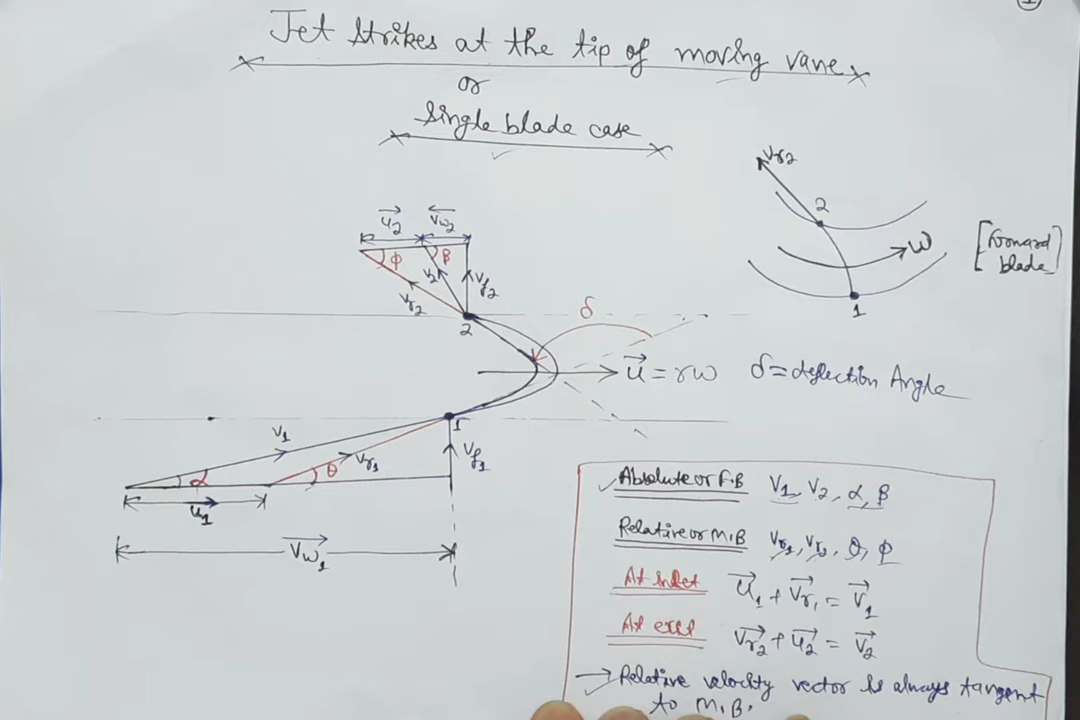 Jet strikes at the tip of moving vane
or
Single blade case
Vr2
2
ω
[Forward blade]
1
u2 Vw2
φ β
V2 Vf2
Vr2
2
δ
u = rω δ = deflection Angle
1
V1
Vr1 Vf1
α θ
u1
Vw1
Absolute or F.B V1, V2, α, β
Relative or M.B Vr1, Vr2, θ, φ
At Inlet u1 + Vr1 = V1
At exit Vr2 + u2 = V2
→ Relative velocity vector is always tangent
to M.B.